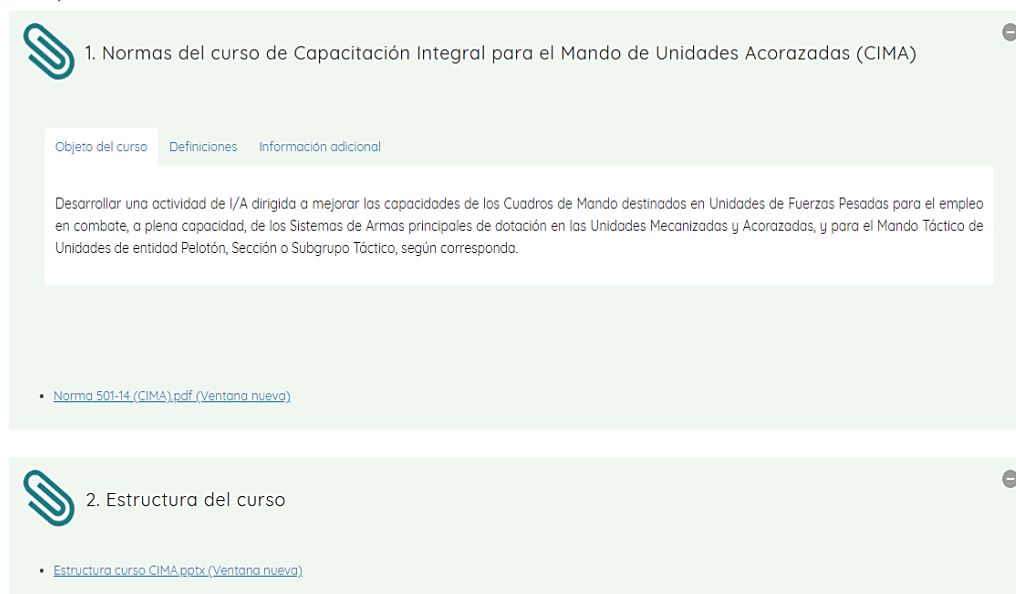 1. Normas del curso de Capacitación Integral para el Mando de Unidades Acorazadas (CIMA)
Objeto del curso Definiciones Información adicional
Desarrollar una actividad de I/A dirigida a mejorar las capacidades de los Cuadros de Mando destinados en Unidades de Fuerzas Pesadas para el empleo
en combate, a plena capacidad, de los Sistemas de Armas principales de dotación en las Unidades Mecanizadas y Acorazadas, y para el Mando Táctico de
Unidades de entidad Pelotón, Sección o Subgrupo Táctico, según corresponda.
• Norma 501-14 (CIMA).pdf (Ventana nueva)
2. Estructura del curso
• Estructura curso CIMA.pptx (Ventana nueva)